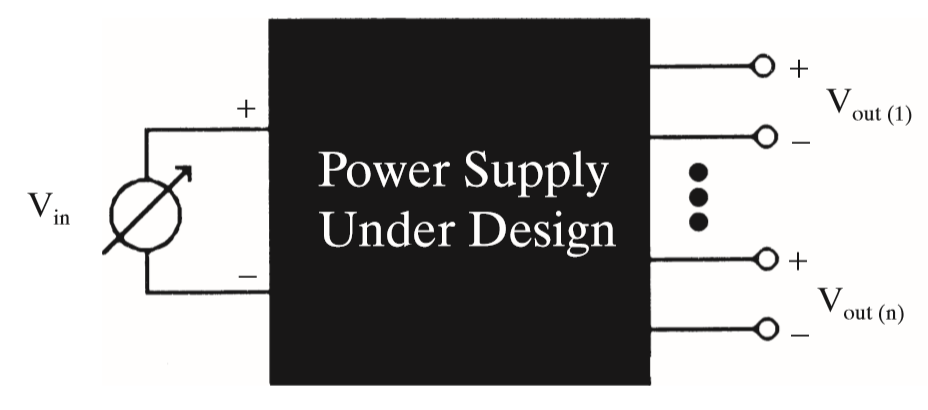 +
V out (1)
−
Power Supply
Under Design
+
V in
−
+
V out (n)
−